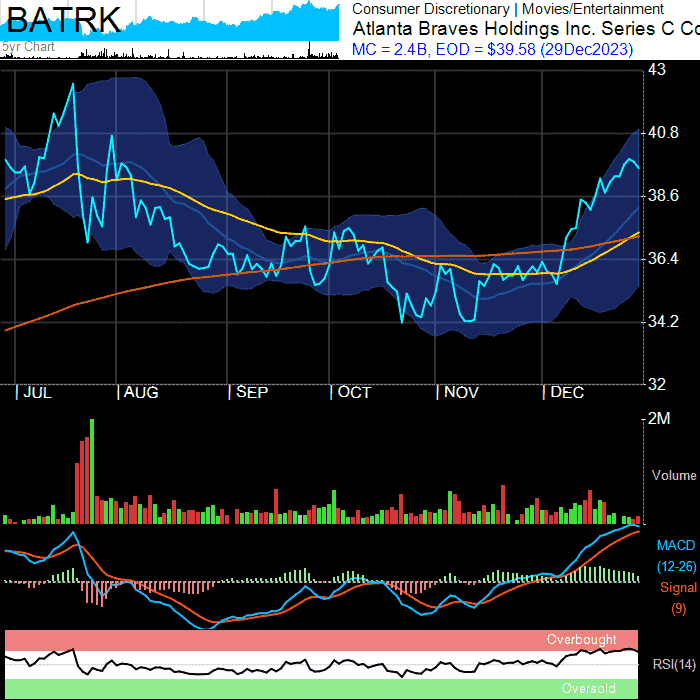 BATRK
5yr Chart
Consumer Discretionary | Movies/Entertainment
Atlanta Braves Holdings Inc. Series C Co
MC = 2.4B, EOD = $39.58 (29Dec2023)
43
40.8
38.6
36.4
34.2
32
| JUL | AUG | SEP | OCT | NOV | DEC
2M
Volume
MACD
(12-26)
Signal
(9)
Overbought
RSI(14)
Oversold